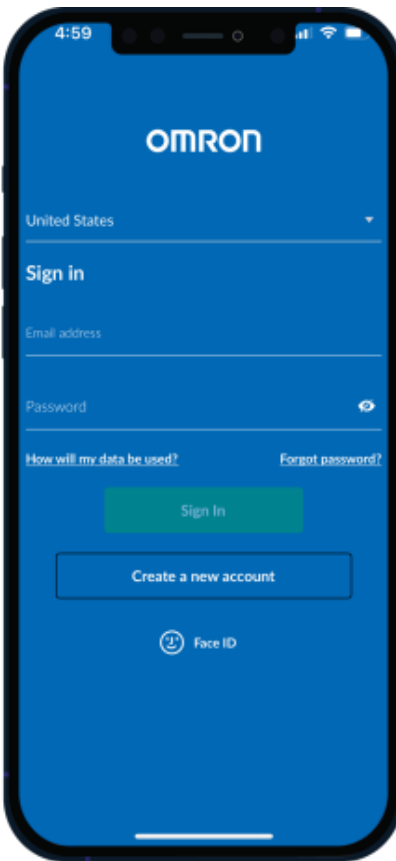 4:59
OMRON
United States
Sign in
Email address
Password
How will my data be used? Forgot password?
Sign In
Create a new account
Face ID